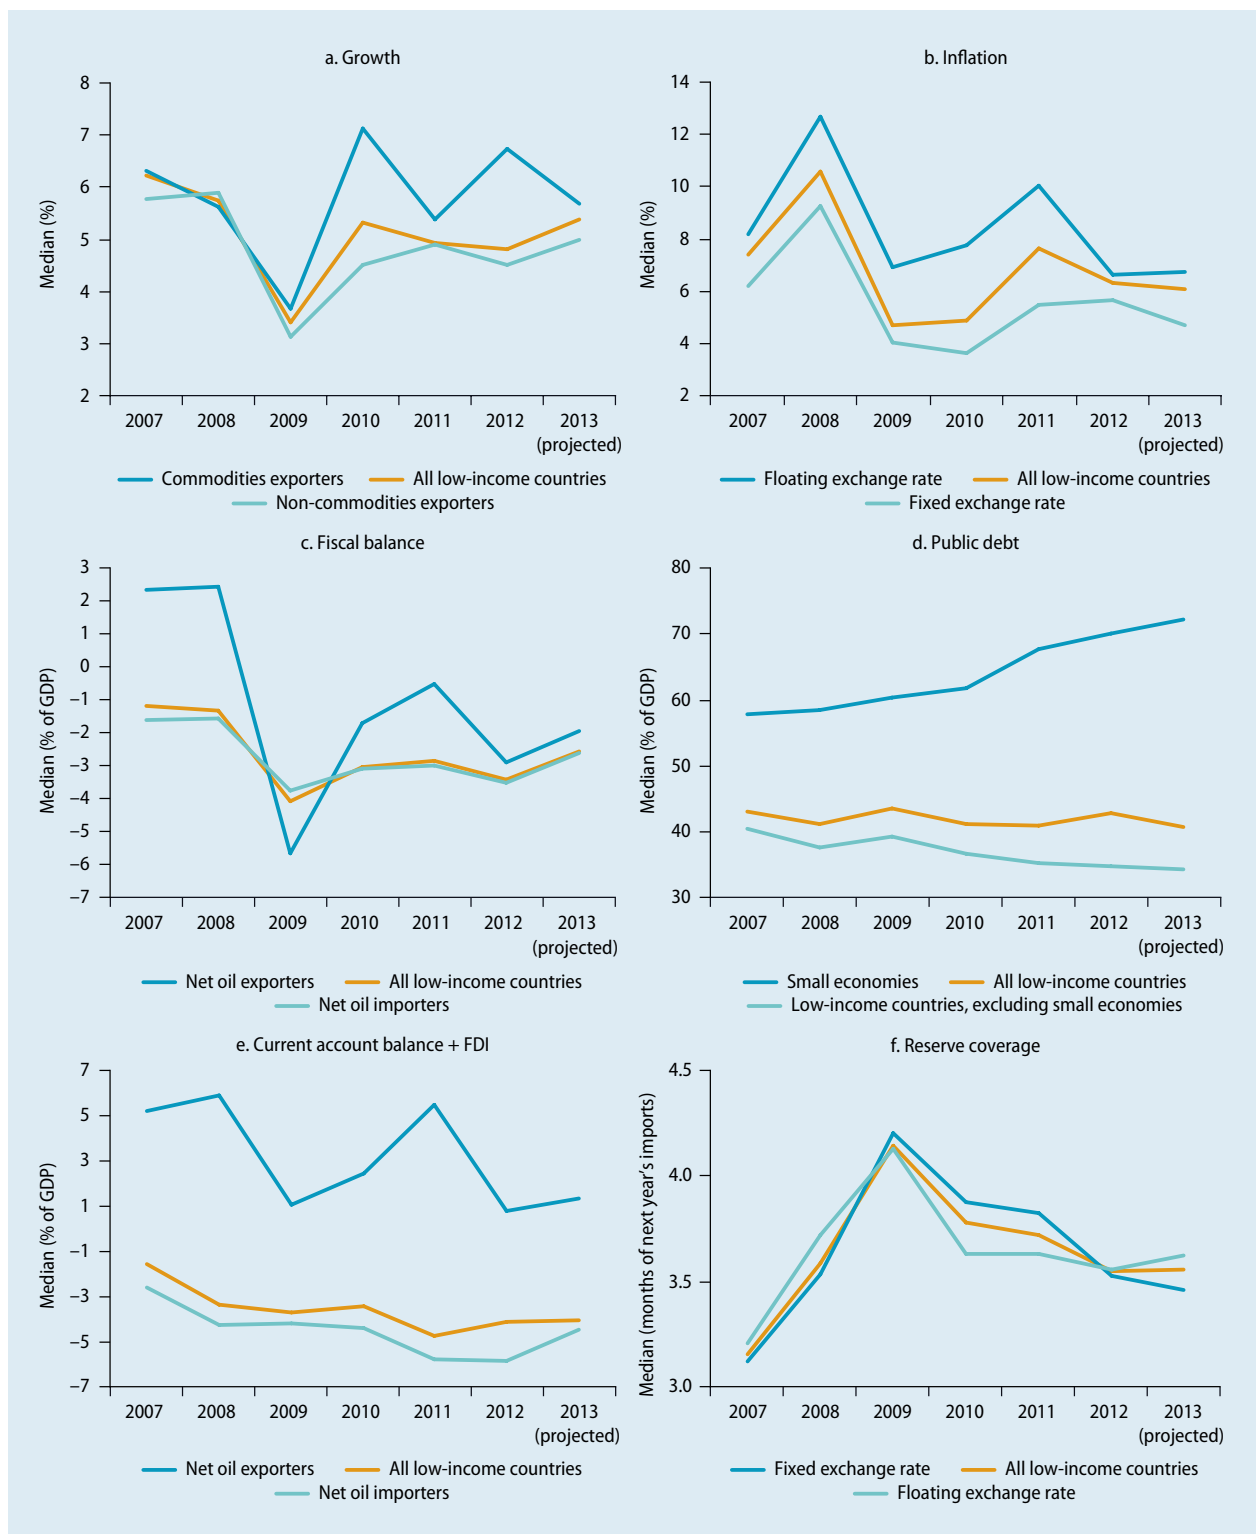 a. Growth
Median (%)
8
7
6
5
4
3
2
2007 2008 2009 2010 2011 2012 2013
(projected)
Commodities exporters All low-income countries
Non-commodities exporters
b. Inflation
Median (%)
14
12
10
8
6
4
2
2007 2008 2009 2010 2011 2012 2013
(projected)
Floating exchange rate All low-income countries
Fixed exchange rate
c. Fiscal balance
Median (% of GDP)
3
2
1
0
–1
–2
–3
–4
–5
–6
–7
2007 2008 2009 2010 2011 2012 2013
(projected)
Net oil exporters All low-income countries
Net oil importers
d. Public debt
Median (% of GDP)
80
70
60
50
40
30
2007 2008 2009 2010 2011 2012 2013
(projected)
Small economies All low-income countries
Low-income countries, excluding small economies
e. Current account balance + FDI
Median (% of GDP)
7
5
3
1
–1
–3
–5
–7
2007 2008 2009 2010 2011 2012 2013
(projected)
Net oil exporters All low-income countries
Net oil importers
f. Reserve coverage
Median (months of next year's imports)
4.5
4.0
3.5
3.0
2007 2008 2009 2010 2011 2012 2013
(projected)
Fixed exchange rate All low-income countries
Floating exchange rate